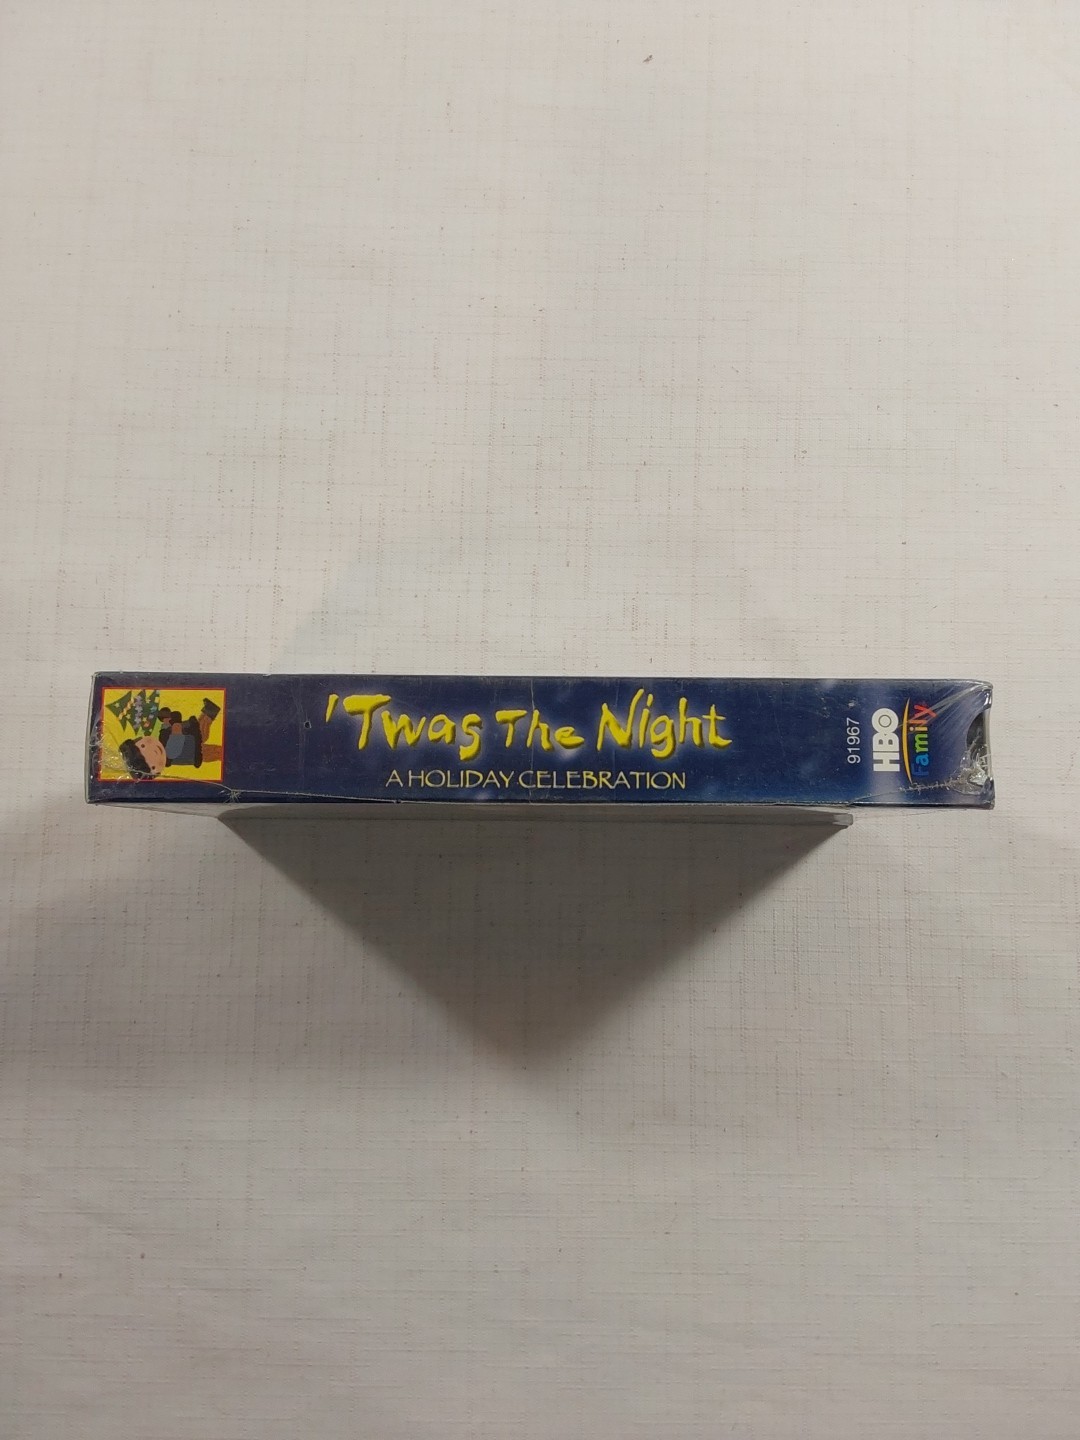 'Twas The Night
A HOLIDAY CELEBRATION
91967
HBO
Family